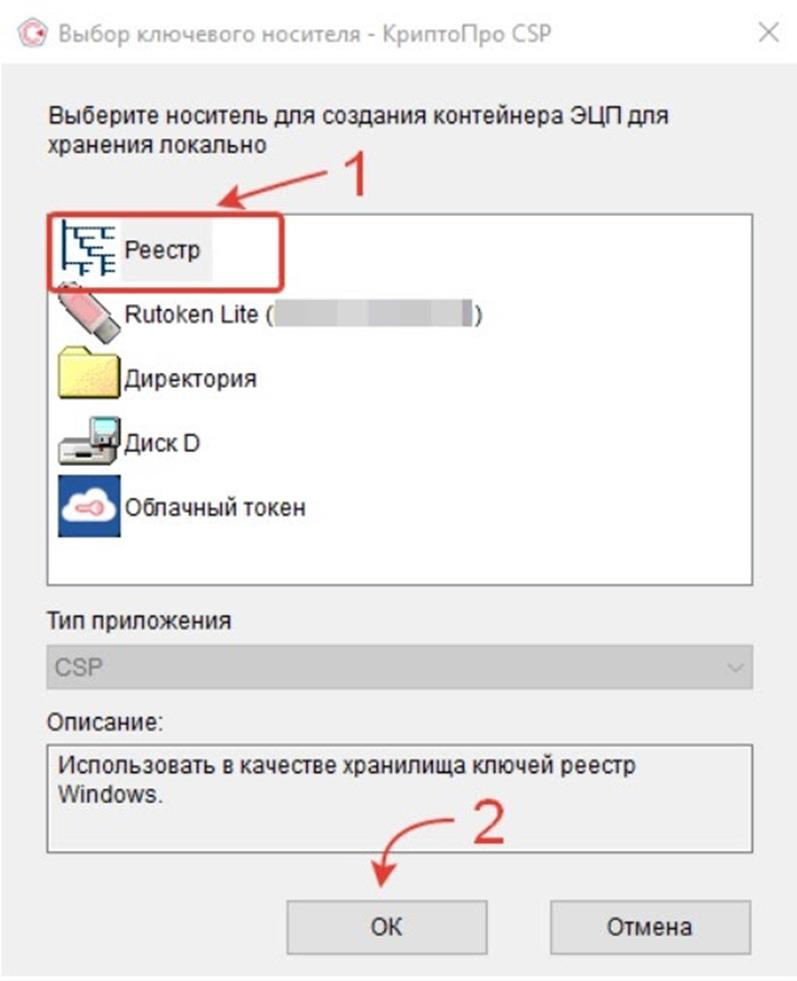 Выбор ключевого носителя - КриптоПро CSP
Выберите носитель для создания контейнера ЭЦП для
хранения локально
1
Реестр
Rutoken Lite ( )
Директория
Диск D
Облачный токен
Тип приложения
CSP
Описание:
Использовать в качестве хранилища ключей реестр
Windows.
2
ОК
Отмена